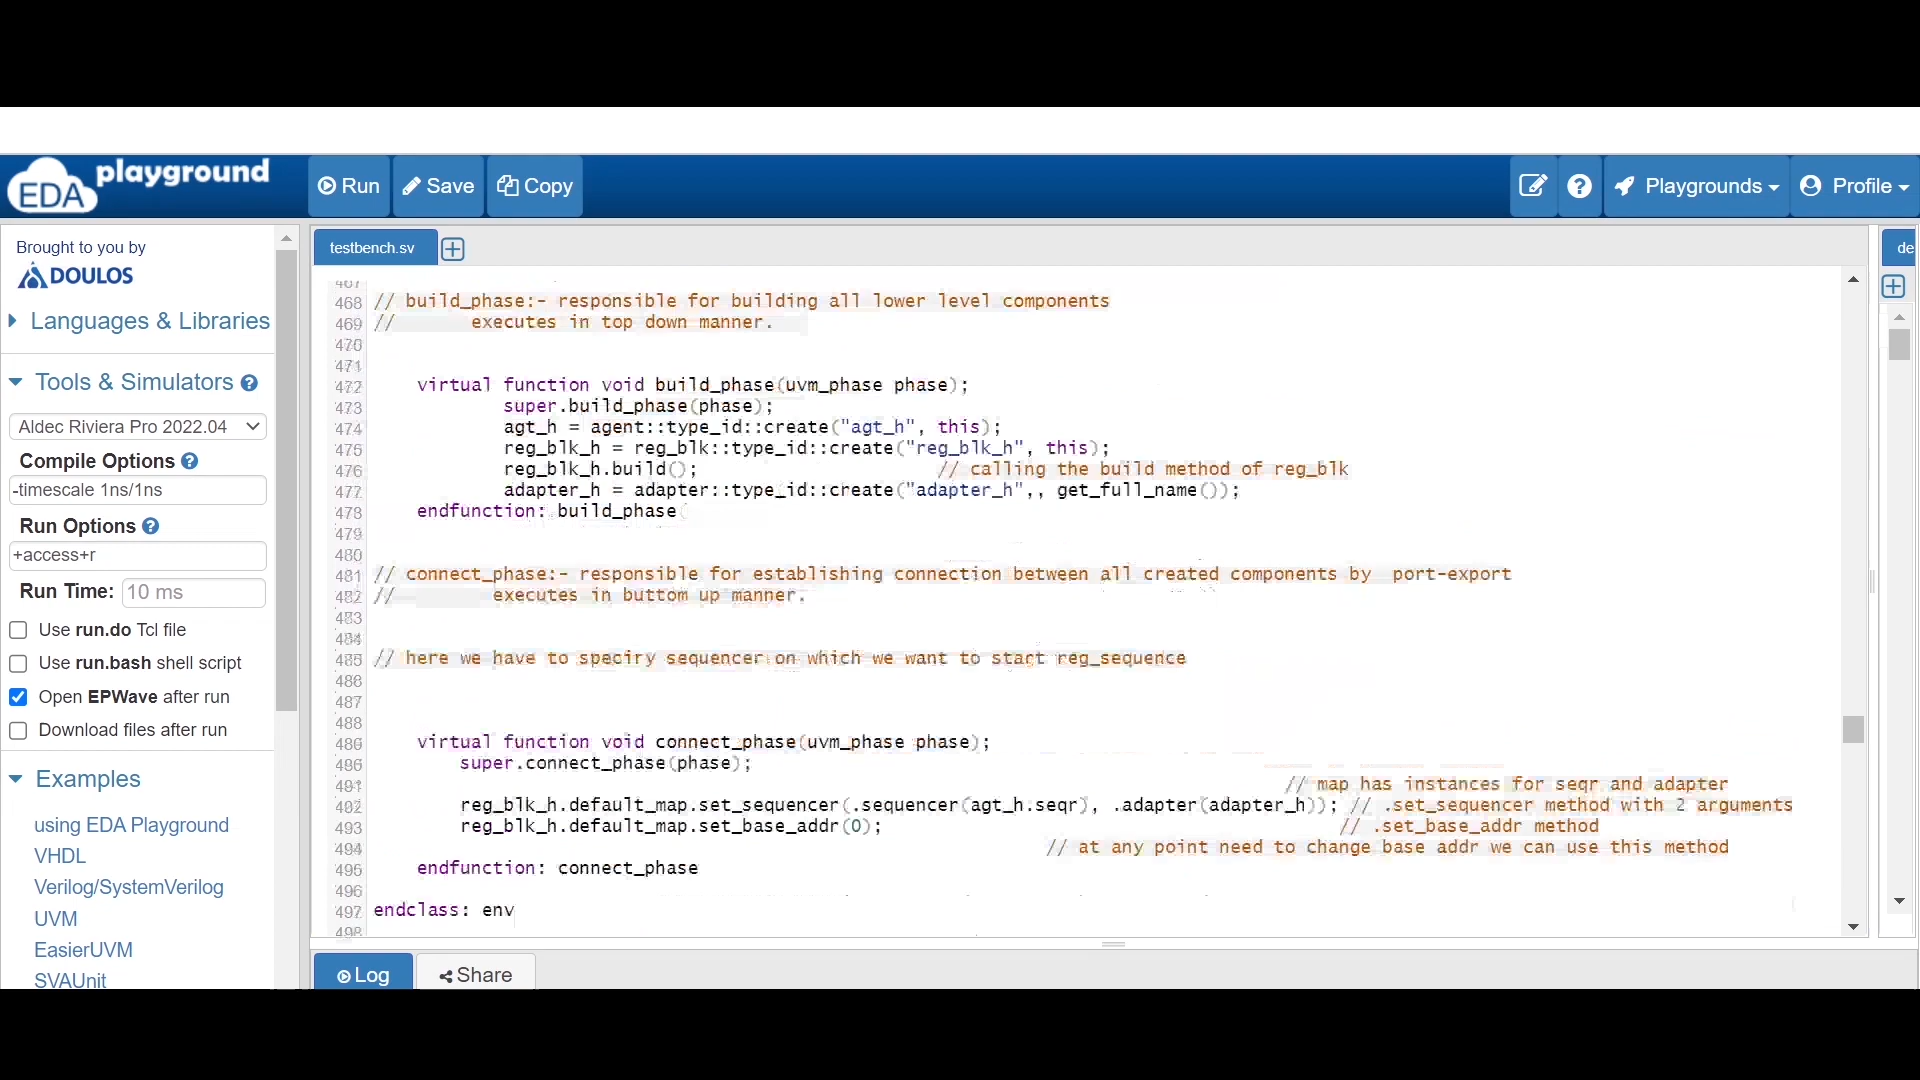 EDA playground
Run
Save
Copy
Playgrounds
Profile
Brought to you by
DOULOS
Languages & Libraries
Tools & Simulators
Aldec Riviera Pro 2022.04
Compile Options
-timescale 1ns/1ns
Run Options
+access+r
Run Time: 10 ms
Use run.do Tcl file
Use run.bash shell script
Open EPWave after run
Download files after run
Examples
using EDA Playground
VHDL
Verilog/SystemVerilog
UVM
EasierUVM
SVAUnit
testbench.sv
de
467
468 // build_phase:- responsible for building all lower level components
469 // executes in top down manner.
470
471
472 virtual function void build_phase(uvm_phase phase);
473 super.build_phase(phase);
474 agt_h = agent::type_id::create("agt_h", this);
475 reg_blk_h = reg_blk::type_id::create("reg_blk_h", this);
476 reg_blk_h.build(); // calling the build method of reg_blk
477 adapter_h = adapter::type_id::create("adapter_h",, get_full_name());
478 endfunction: build_phase
479
480
481 // connect_phase:- responsible for establishing connection between all created components by port-export
482 // executes in buttom up manner.
483
484
485 // here we have to speciry sequencer on which we want to start reg_sequence
486
487
488
489 virtual function void connect_phase(uvm_phase phase);
490 super.connect_phase(phase);
491 // map has instances for seqr and adapter
492 reg_blk_h.default_map.set_sequencer(.sequencer(agt_h.seqr), .adapter(adapter_h)); // .set_sequencer method with 2 arguments
493 reg_blk_h.default_map.set_base_addr(0); // .set_base_addr method
494 // at any point need to change base addr we can use this method
495 endfunction: connect_phase
496
497 endclass: env
498
Log
Share